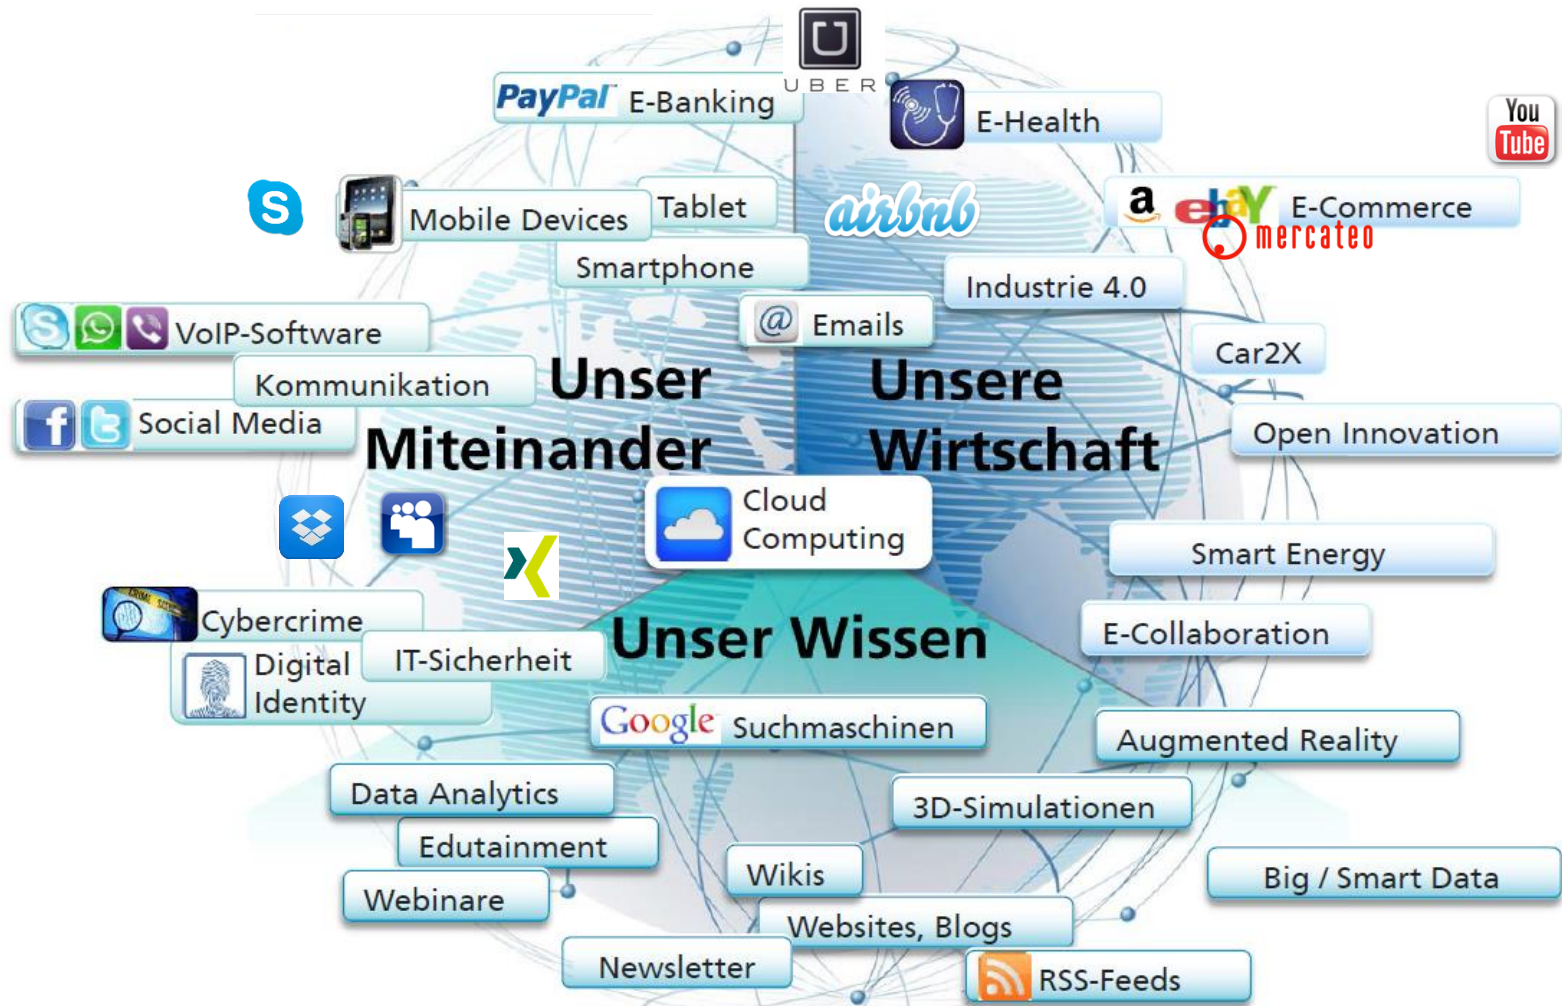 UBER
PayPal E-Banking
E-Health
You
Tube
Mobile Devices
Tablet
airbnb
a ebay E-Commerce
mercateo
Smartphone
Industrie 4.0
@ Emails
VoIP-Software
Car2X
Kommunikation
Social Media
Unser
Miteinander
Unsere
Wirtschaft
Open Innovation
Cloud
Computing
Smart Energy
Cybercrime
IT-Sicherheit
Digital
Identity
Unser Wissen
E-Collaboration
Google Suchmaschinen
Augmented Reality
Data Analytics
3D-Simulationen
Edutainment
Wikis
Big / Smart Data
Webinare
Websites, Blogs
Newsletter
RSS-Feeds